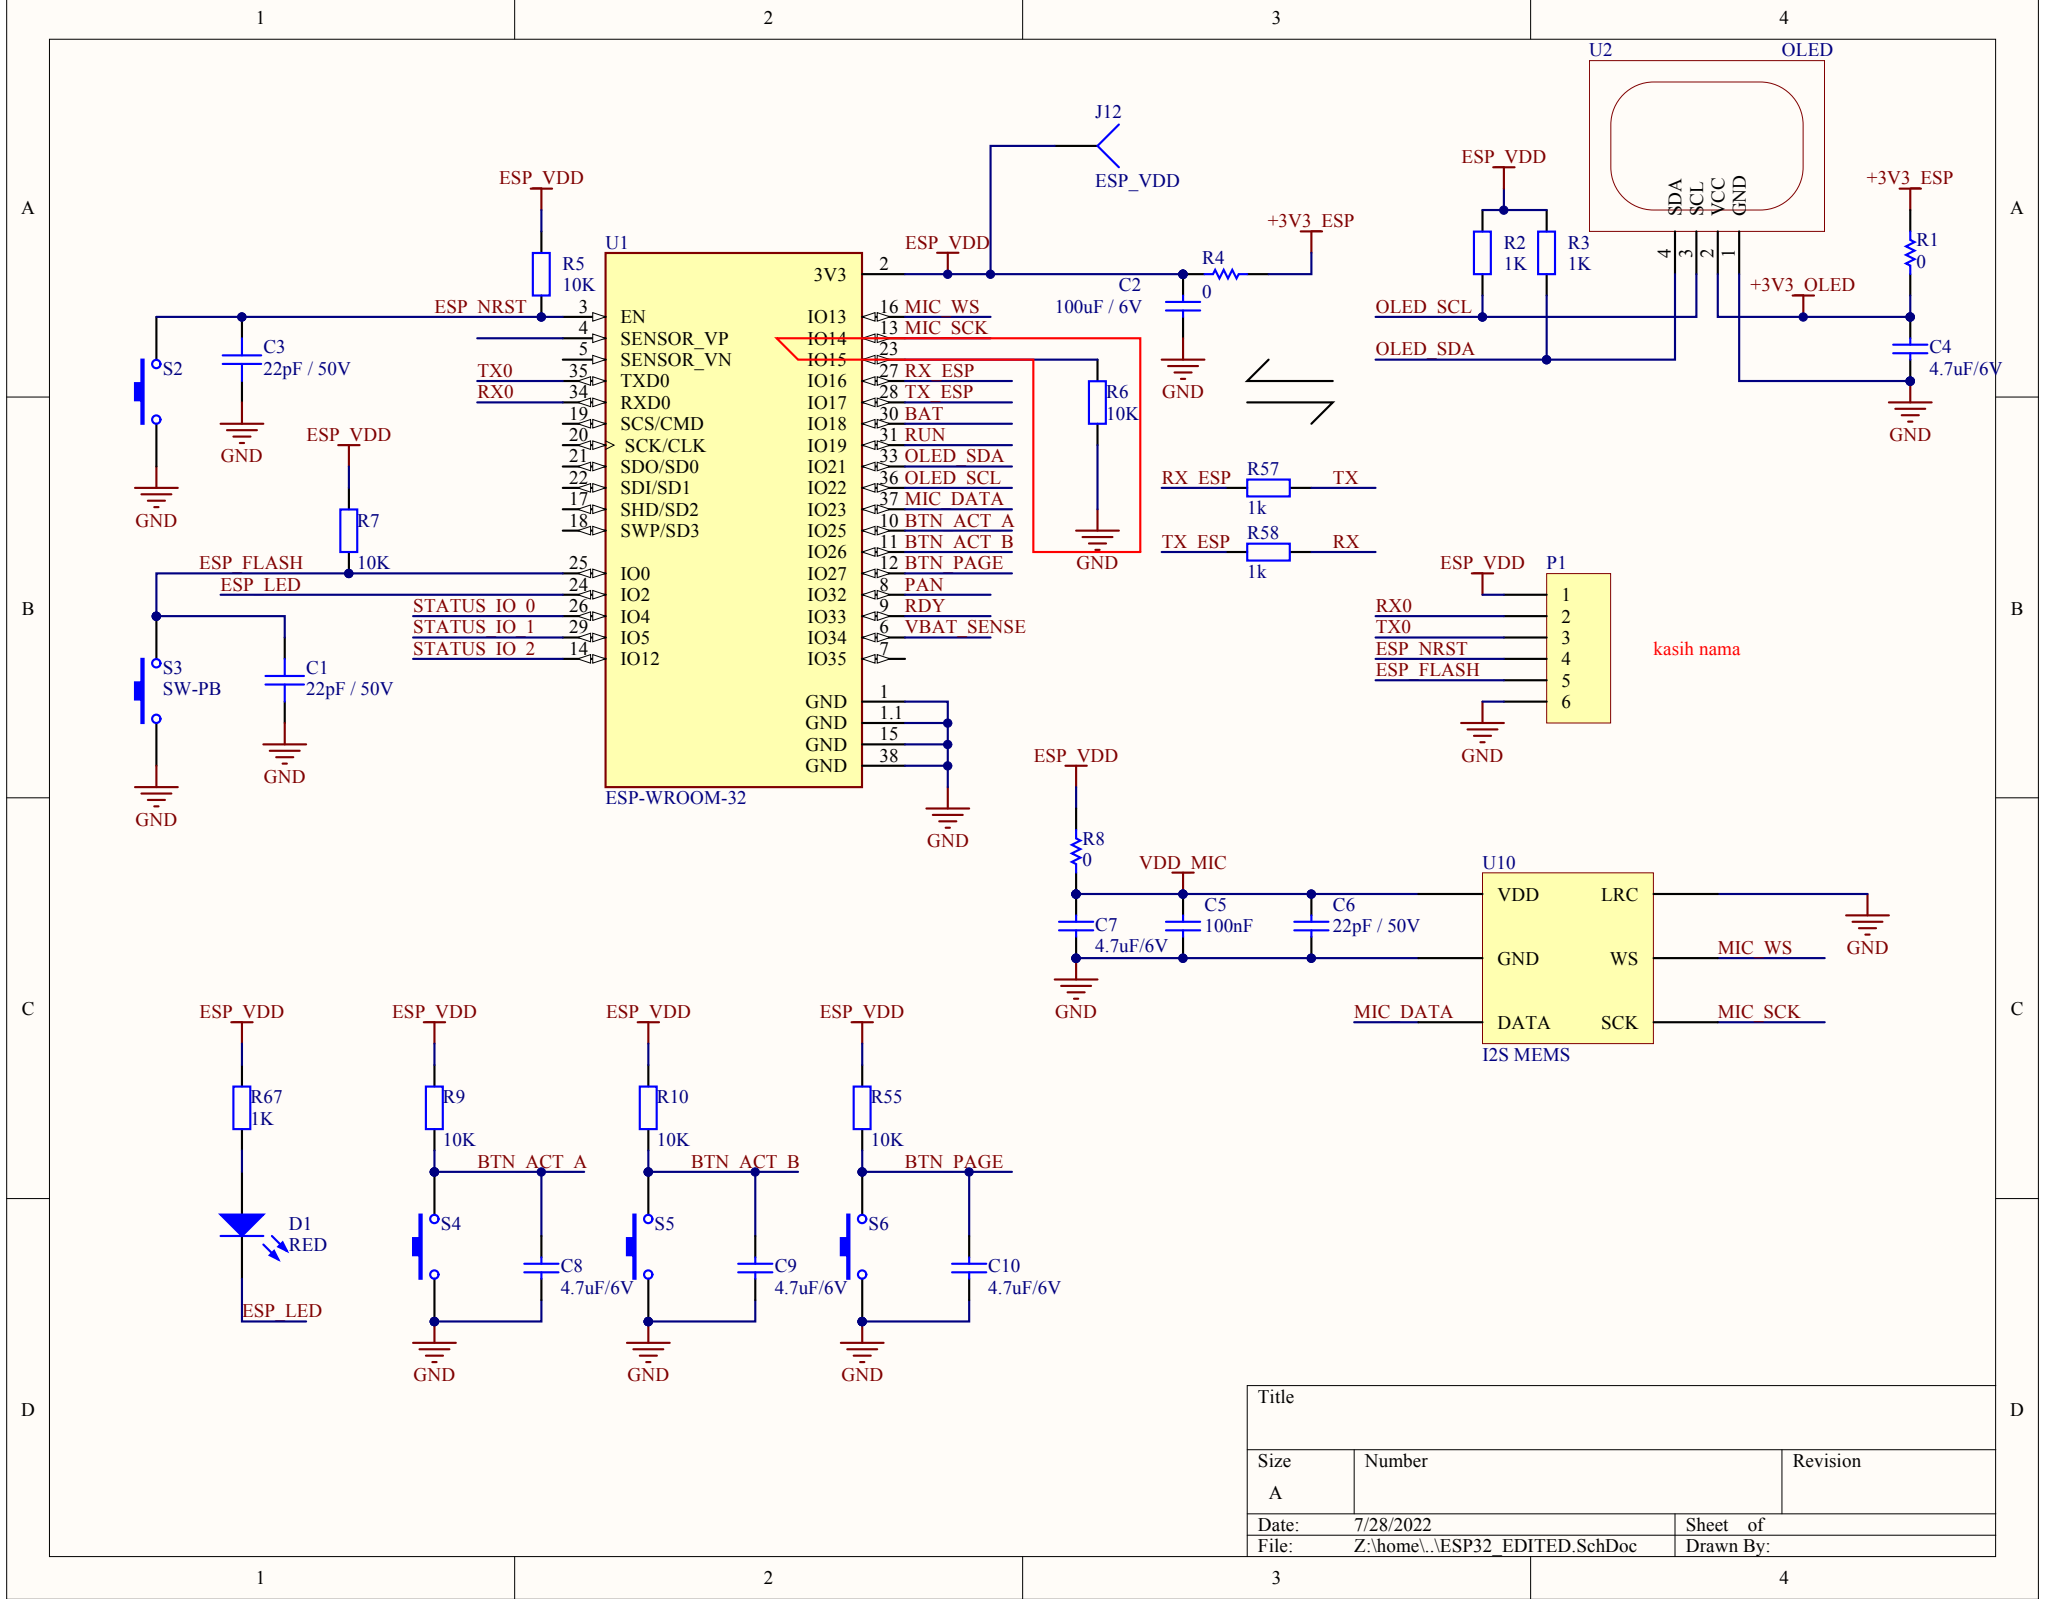 1 2 3 4
A A
B B
C C
D D
1 2 3 4
U2 OLED
SDA
SCL
VCC
GND
4
3
2
1
J12
ESP_VDD
ESP_VDD
R5
10K
ESP_NRST
S2
C3
22pF / 50V
GND
GND
TX0
RX0
ESP_VDD
R7
10K
ESP_FLASH
ESP_LED
STATUS_IO_0
STATUS_IO_1
STATUS_IO_2
S3
SW-PB
C1
22pF / 50V
GND
GND
U1
3 EN
4 SENSOR_VP
5 SENSOR_VN
35 TXD0
34 RXD0
19 SCS/CMD
20 SCK/CLK
21 SDO/SD0
22 SDI/SD1
17 SHD/SD2
18 SWP/SD3
25 IO0
24 IO2
26 IO4
29 IO5
14 IO12
3V3 2
IO13 16 MIC_WS
IO14 13 MIC_SCK
IO15 23
IO16 27 RX_ESP
IO17 28 TX_ESP
IO18 30 BAT
IO19 31 RUN
IO21 33 OLED_SDA
IO22 36 OLED_SCL
IO23 37 MIC_DATA
IO25 10 BTN_ACT_A
IO26 11 BTN_ACT_B
IO27 12 BTN_PAGE
IO32 8 PAN
IO33 9 RDY
IO34 6 VBAT_SENSE
IO35 7
GND 1
GND 1.1
GND 15
GND 38
ESP-WROOM-32
GND
ESP_VDD
C2
100uF / 6V
GND
R4
0
+3V3_ESP
R6
10K
GND
ESP_VDD
R2
1K
R3
1K
OLED_SCL
OLED_SDA
+3V3_OLED
+3V3_ESP
R1
0
C4
4.7uF/6V
GND
RX_ESP R57 TX
1k
TX_ESP R58 RX
1k
ESP_VDD P1
1
RX0 2
TX0 3
ESP_NRST 4
ESP_FLASH 5
6
GND
kasih nama
ESP_VDD
R8
0
VDD_MIC
C7
4.7uF/6V
C5
100nF
C6
22pF / 50V
GND
U10
VDD LRC
GND WS
DATA SCK
I2S MEMS
MIC_DATA
GND
MIC_WS
MIC_SCK
ESP_VDD
R67
1K
D1
RED
ESP_LED
ESP_VDD
R9
10K
BTN_ACT_A
S4
C8
4.7uF/6V
GND
ESP_VDD
R10
10K
BTN_ACT_B
S5
C9
4.7uF/6V
GND
ESP_VDD
R55
10K
BTN_PAGE
S6
C10
4.7uF/6V
GND
Title
Size Number Revision
A
Date: 7/28/2022 Sheet of
File: Z:\home\..\ESP32_EDITED.SchDoc Drawn By: